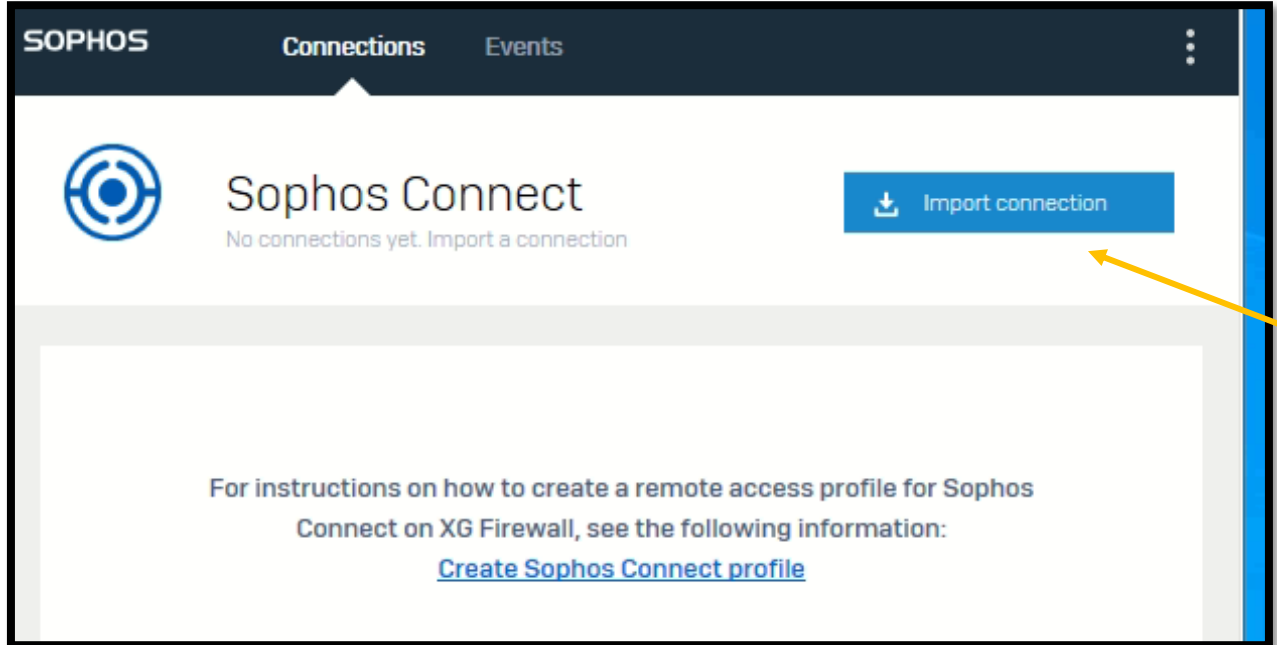 SOPHOS
Connections
Events
Sophos Connect
No connections yet. Import a connection
Import connection
For instructions on how to create a remote access profile for Sophos
Connect on XG Firewall, see the following information:
Create Sophos Connect profile